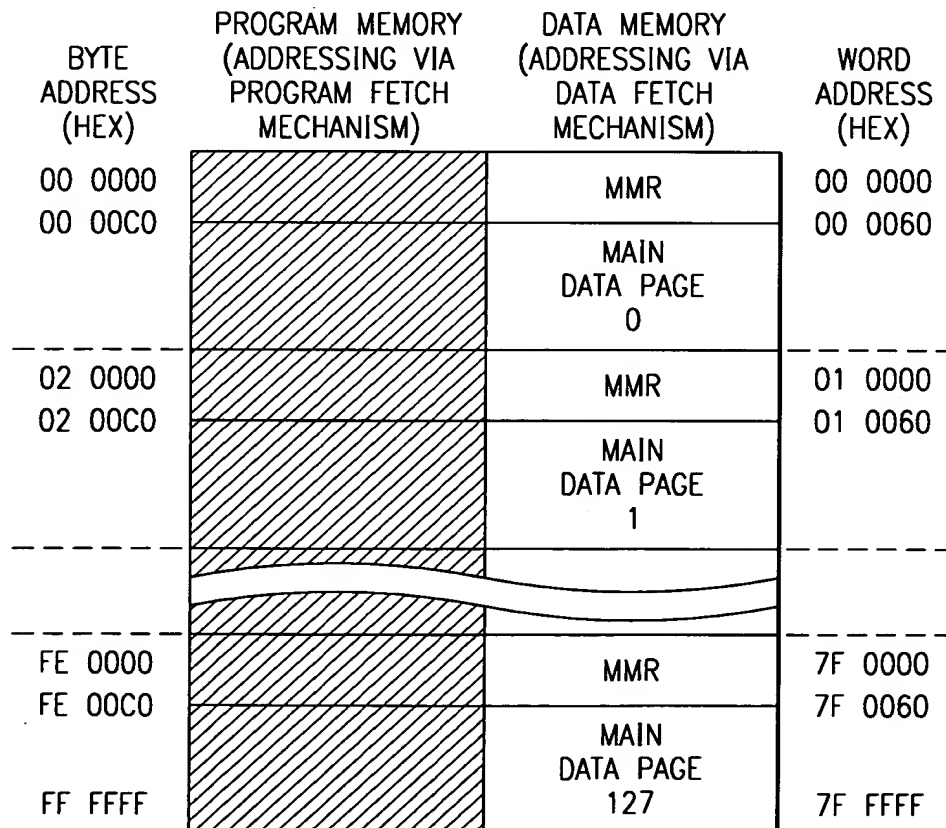 BYTE
ADDRESS
(HEX)
PROGRAM MEMORY
(ADDRESSING VIA
PROGRAM FETCH
MECHANISM)
DATA MEMORY
(ADDRESSING VIA
DATA FETCH
MECHANISM)
WORD
ADDRESS
(HEX)
00 0000
MMR
00 0000
00 00C0
00 0060
MAIN
DATA PAGE
0
02 0000
MMR
01 0000
02 00C0
01 0060
MAIN
DATA PAGE
1
FE 0000
MMR
7F 0000
FE 00C0
7F 0060
MAIN
DATA PAGE
127
FF FFFF
7F FFFF